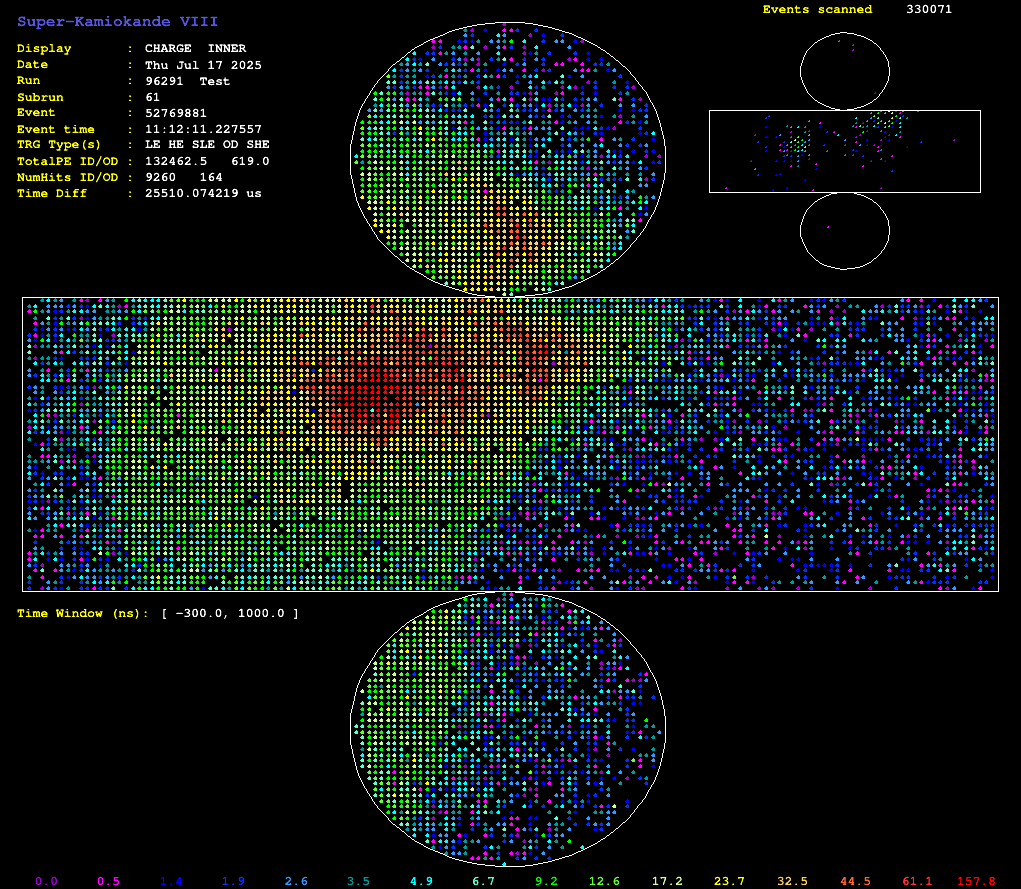 Super-Kamiokande VIII
Events scanned 330071
Display : CHARGE INNER
Date : Thu Jul 17 2025
Run : 96291 Test
Subrun : 61
Event : 52769881
Event time : 11:12:11.227557
TRG Type(s) : LE HE SLE OD SHE
TotalPE ID/OD : 132462.5 619.0
NumHits ID/OD : 9260 164
Time Diff : 25510.074219 us
Time Window (ns): [ -300.0, 1000.0 ]
0.0 0.5 1.4 1.9 2.6 3.5 4.9 6.7 9.2 12.6 17.2 23.7 32.5 44.5 61.1 157.8